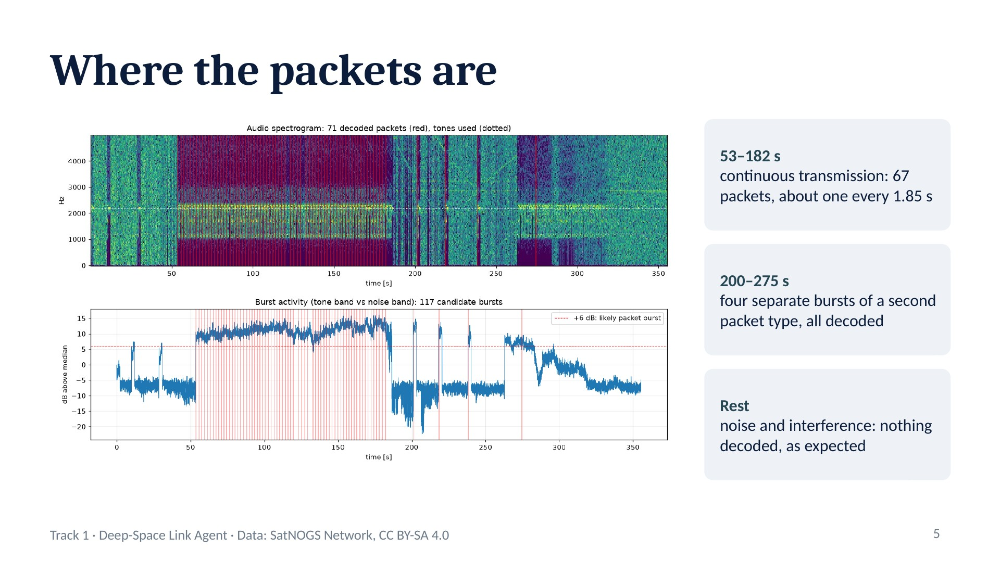 Where the packets are
Audio spectrogram: 71 decoded packets (red), tones used (dotted)
Hz
4000
3000
2000
1000
0
50 100 150 200 250 300 350
time [s]
Burst activity (tone band vs noise band): 117 candidate bursts
+6 dB: likely packet burst
dB above median
15
10
5
0
−5
−10
−15
−20
0 50 100 150 200 250 300 350
time [s]
53–182 s
continuous transmission: 67
packets, about one every 1.85 s
200–275 s
four separate bursts of a second
packet type, all decoded
Rest
noise and interference: nothing
decoded, as expected
Track 1 · Deep-Space Link Agent · Data: SatNOGS Network, CC BY-SA 4.0
5